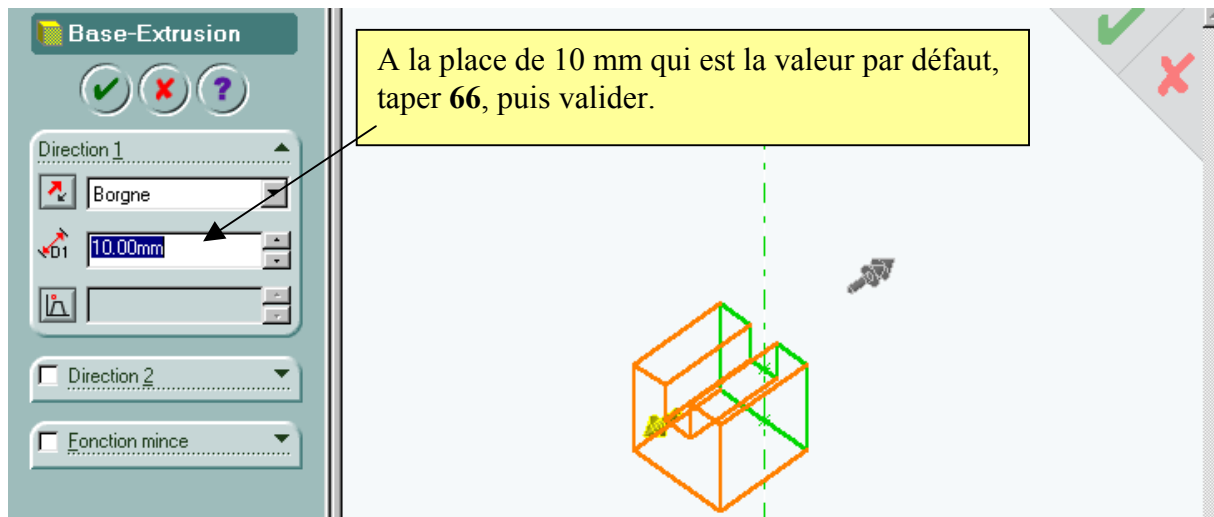 Base-Extrusion
?
A la place de 10 mm qui est la valeur par défaut,
taper 66, puis valider.
Direction 1
Borgne
D1
10.00mm
Direction 2
Fonction mince